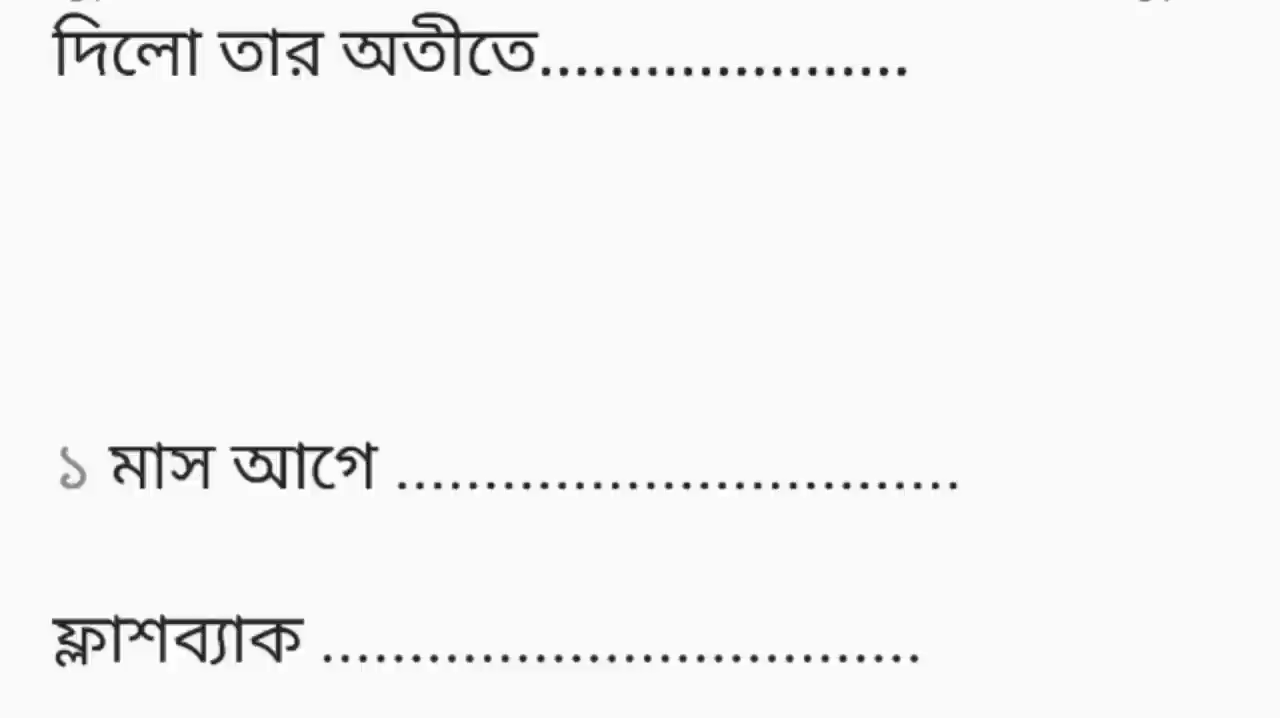 দিলো তার অতীতে.....................
১ মাস আগে ................................
ফ্লাশব্যাক ..................................